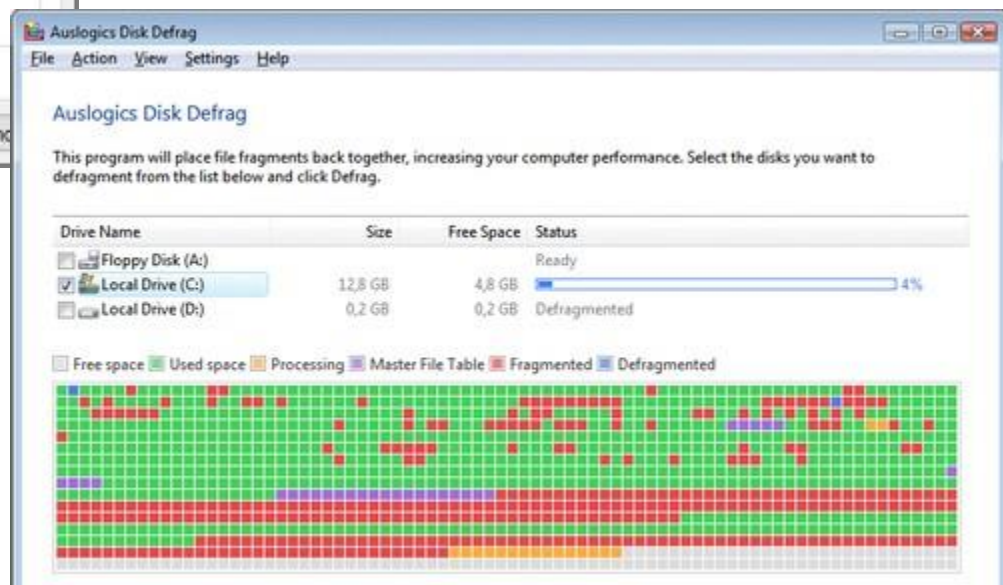 Auslogics Disk Defrag
File Action View Settings Help
Auslogics Disk Defrag
This program will place file fragments back together, increasing your computer performance. Select the disks you want to
defragment from the list below and click Defrag.
Drive Name Size Free Space Status
Floppy Disk (A:) Ready
Local Drive (C:) 12,8 GB 4,8 GB 4%
Local Drive (D:) 0,2 GB 0,2 GB Defragmented
Free space Used space Processing Master File Table Fragmented Defragmented